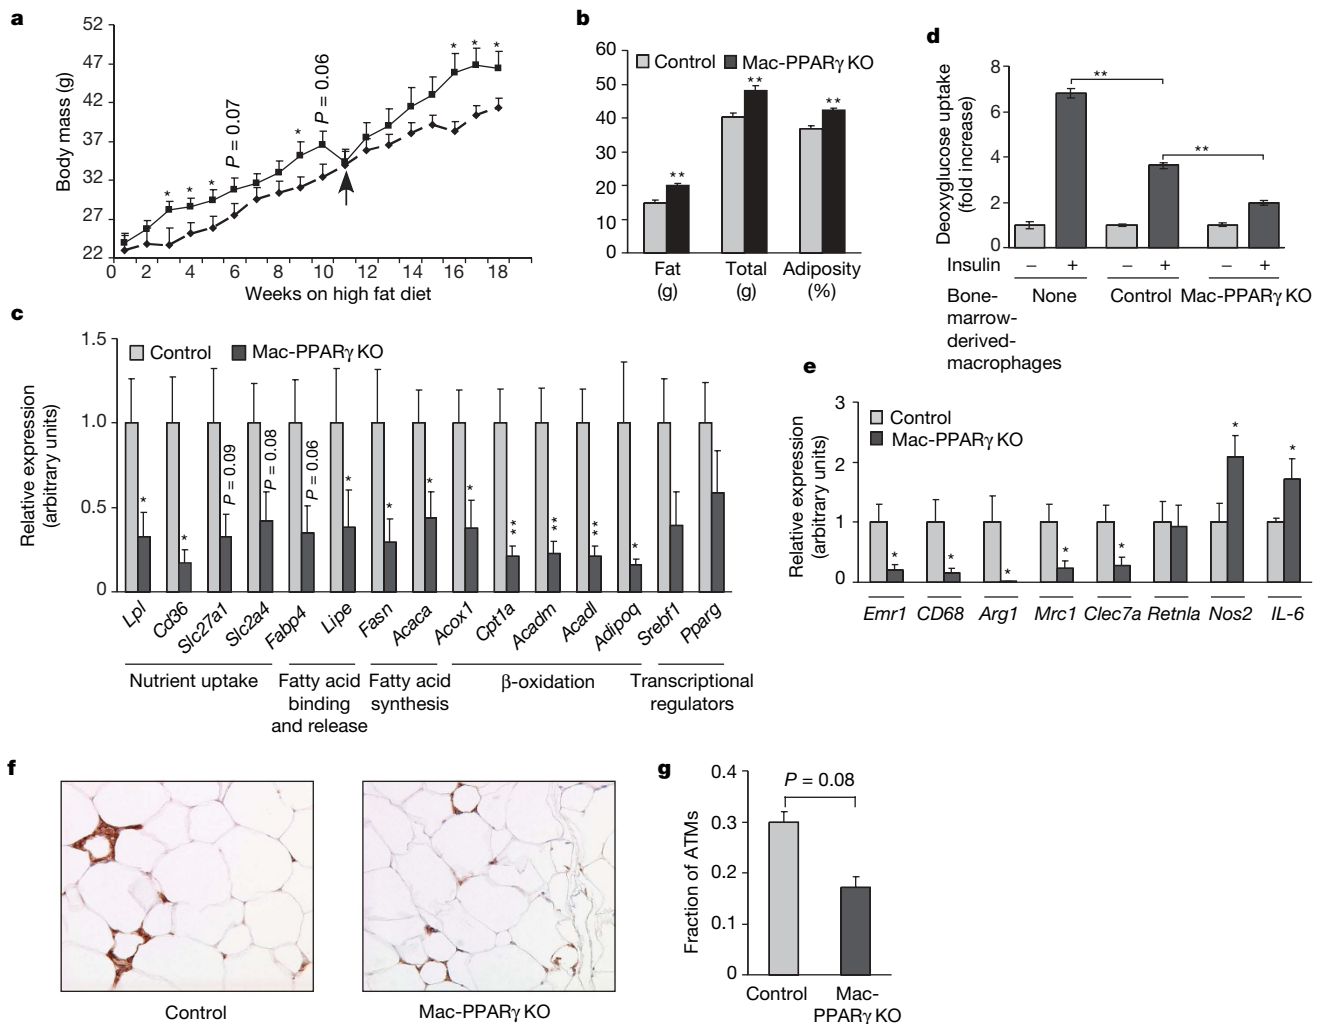 a
52
47
42
37
32
27
22
Body mass (g)
* * * P = 0.07 * P = 0.06 * * *
0 2 4 6 8 10 12 14 16 18
Weeks on high fat diet
b
60
50
40
30
20
10
0
Control Mac-PPARγ KO
** ** **
Fat Total Adiposity
(g) (g) (%)
c
1.5
1.0
0.5
0
Relative expression
(arbitrary units)
Control Mac-PPARγ KO
* * P = 0.09 P = 0.08 P = 0.06 * * * * ** ** ** *
Lpl Cd36 Slc27a1 Slc2a4 Fabp4 Lipe Fasn Acaca Acox1 Cpt1a Acadm Acadl Adipoq Srebf1 Pparg
Nutrient uptake Fatty acid Fatty acid β-oxidation Transcriptional
binding synthesis regulators
and release
d
8
6
4
2
0
Deoxyglucose uptake
(fold increase)
** **
Insulin – + – + – +
Bone- None Control Mac-PPARγ KO
marrow-
derived-
macrophages
e
3
2
1
0
Relative expression
(arbitrary units)
Control
Mac-PPARγ KO
* * * * * * *
Emr1 CD68 Arg1 Mrc1 Clec7a Retnla Nos2 IL-6
f
Control Mac-PPARγ KO
g
0.4
0.3
0.2
0.1
0
Fraction of ATMs
P = 0.08
Control Mac-
PPARγ KO